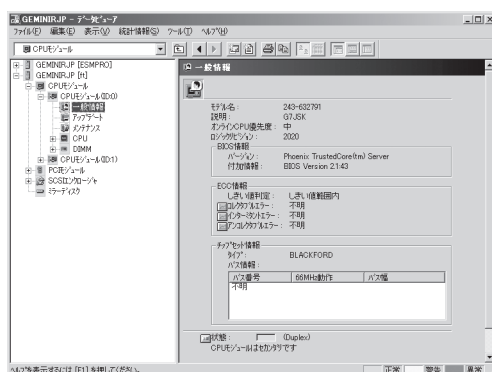 GEMINIRJP - ﾃﾞｰﾀﾋﾞｭｰｱ
ﾌｧｲﾙ(F) 編集(E) 表示(V) 統計情報(S) ﾂｰﾙ(T) ﾍﾙﾌﾟ(H)
CPUﾓｼﾞｭｰﾙ
GEMINIRJP [ESMPRO]
GEMINIRJP [ft]
CPUﾓｼﾞｭｰﾙ
CPUﾓｼﾞｭｰﾙ(ID:0)
一般情報
ｱｯﾌﾟﾃﾞｰﾄ
ﾒﾝﾃﾅﾝｽ
CPU
DIMM
CPUﾓｼﾞｭｰﾙ(ID:1)
PCIﾓｼﾞｭｰﾙ
SCSIｴﾝｸﾛｰｼﾞｬ
ﾐﾗｰﾃﾞｨｽｸ
一般情報
ﾓﾃﾞﾙ名: 243-632791
説明: G7JSK
ｵﾝﾗｲﾝCPU優先度: 中
ﾛｼﾞｯｸﾘﾋﾞｼﾞｮﾝ: 2020
BIOS情報
ﾊﾞｰｼﾞｮﾝ: Phoenix TrustedCore(tm) Server
付加情報: BIOS Version 2.1:43
ECC情報
しきい値判定: しきい値範囲内
ｺﾚｸﾀﾌﾞﾙｴﾗｰ: 不明
ｲﾝﾀｰﾐﾀﾝﾄｴﾗｰ: 不明
ｱﾝｺﾚｸﾀﾌﾞﾙｴﾗｰ: 不明
ﾁｯﾌﾟｾｯﾄ情報
ﾀｲﾌﾟ: BLACKFORD
ﾊﾞｽ情報:
ﾊﾞｽ番号 66MHz動作 ﾊﾞｽ幅
不明
状態: (Duplex)
CPUﾓｼﾞｭｰﾙはｾｶﾝﾀﾞﾘです
ﾍﾙﾌﾟを表示するには [F1] を押してください。
正常 警告 異常